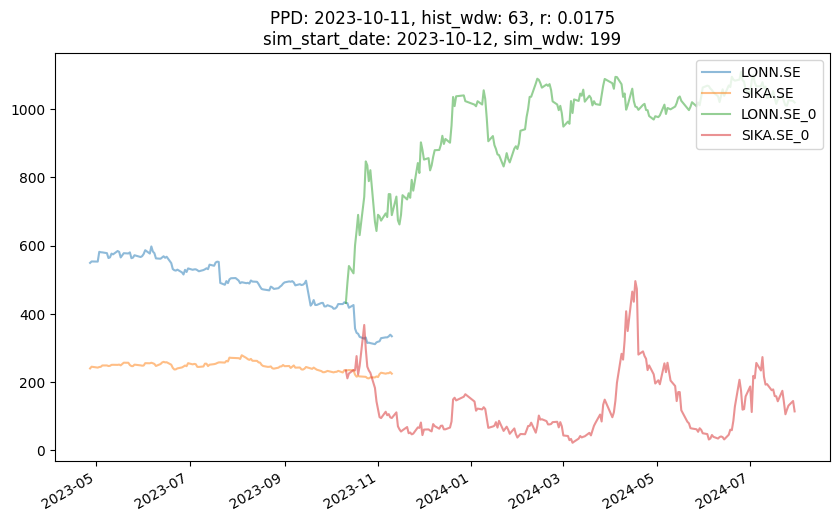 PPD: 2023-10-11, hist_wdw: 63, r: 0.0175
sim_start_date: 2023-10-12, sim_wdw: 199
LONN.SE
SIKA.SE
LONN.SE_0
SIKA.SE_0
1000
800
600
400
200
0
2023-05
2023-07
2023-09
2023-11
2024-01
2024-03
2024-05
2024-07